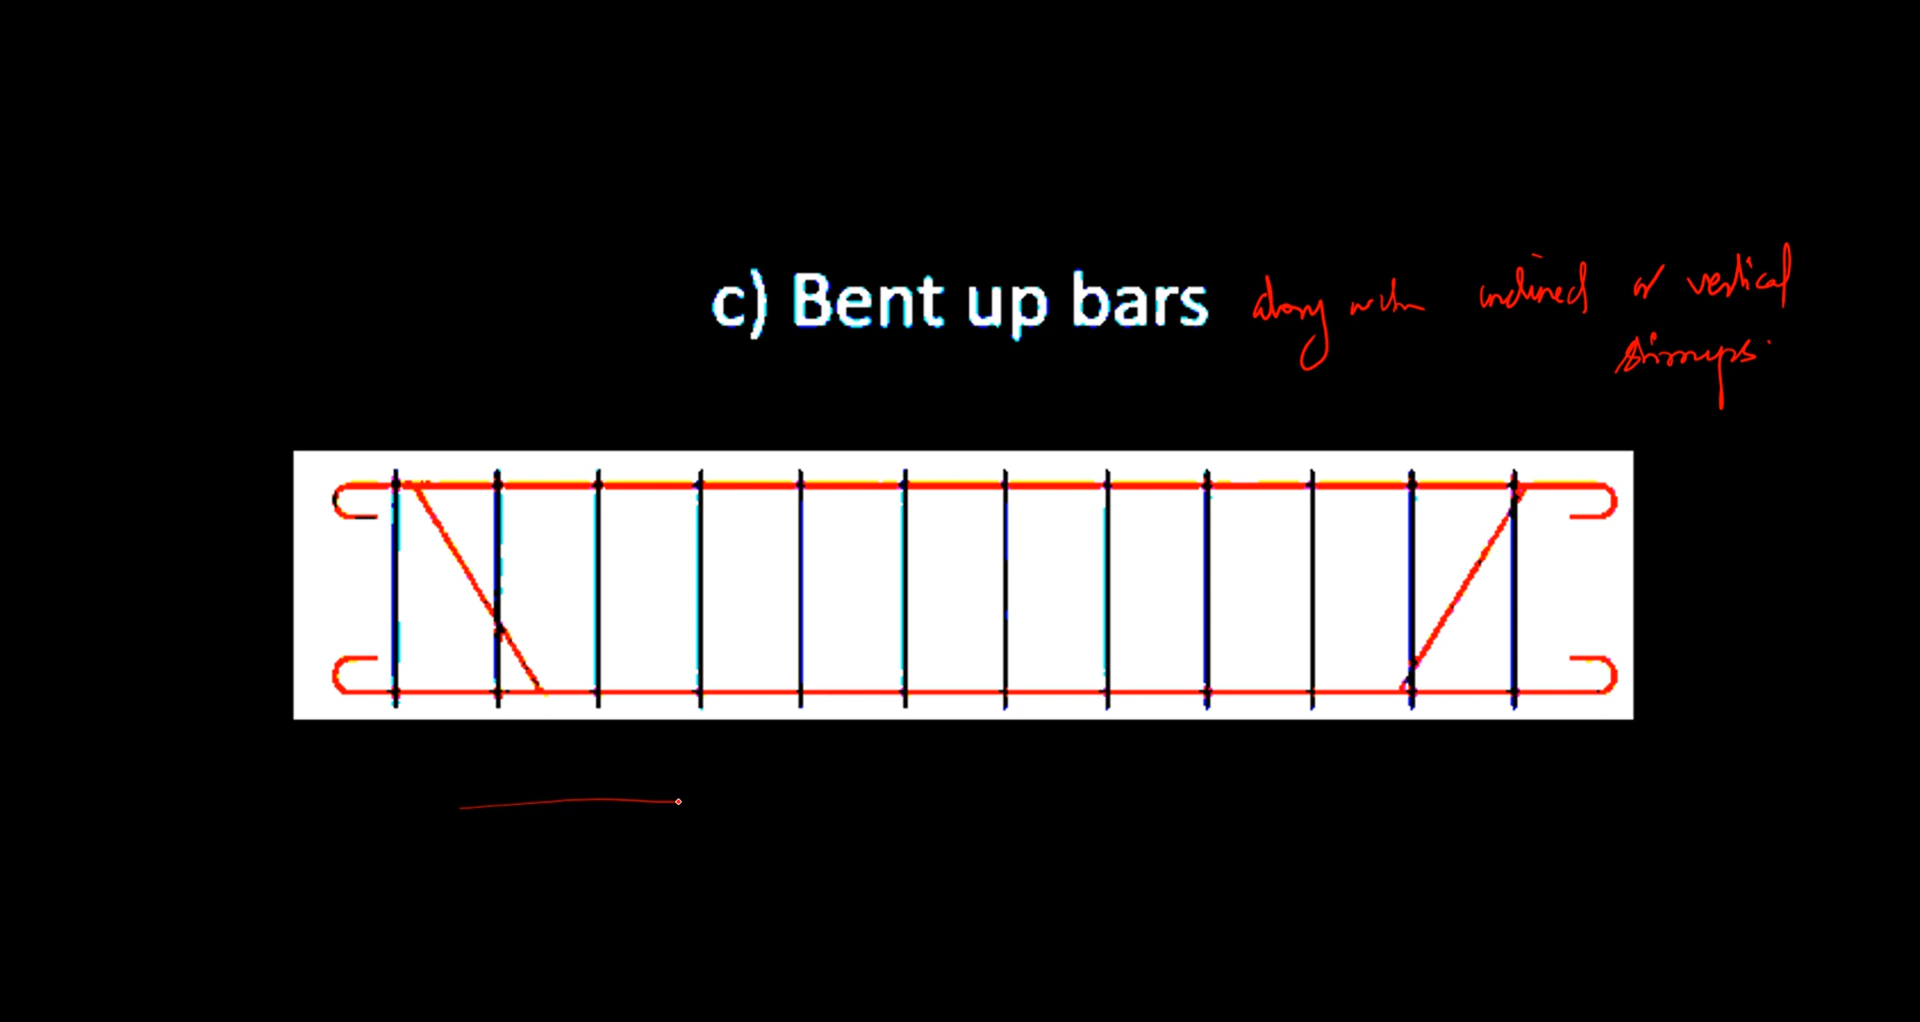 c) Bent up bars along with inclined or vertical
stirrups.